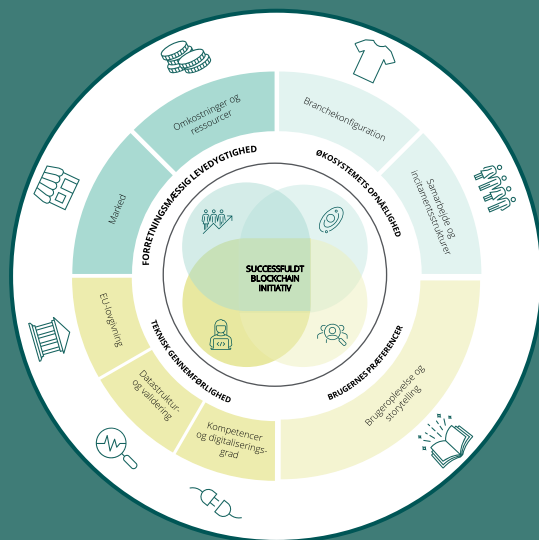 Omkostninger og
ressourcer
Branchekonfiguration
Marked
FORRETNINGSMÆSSIG LEVEDYGTIGHED
ØKOSYSTEMETS OPNÅELIGHED
Samarbejde og
incitamentsstrukturer
SUCCESSFULDT
BLOCKCHAIN
INITIATIV
EU-lovgivning
TEKNISK GENNEMFØRLIGHED
BRUGERNES PRÆFERENCER
Datastruktur-
og validering
Kompetencer
og digitaliserings-
grad
Brugeroplevelse og
storytelling